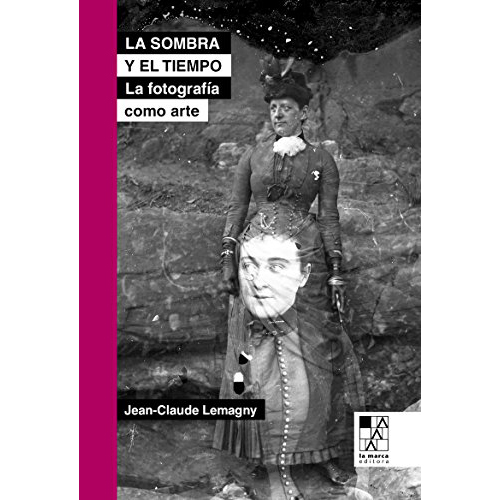 LA SOMBRA
Y EL TIEMPO
La fotografía
como arte
Jean-Claude Lemagny
la marca
editora